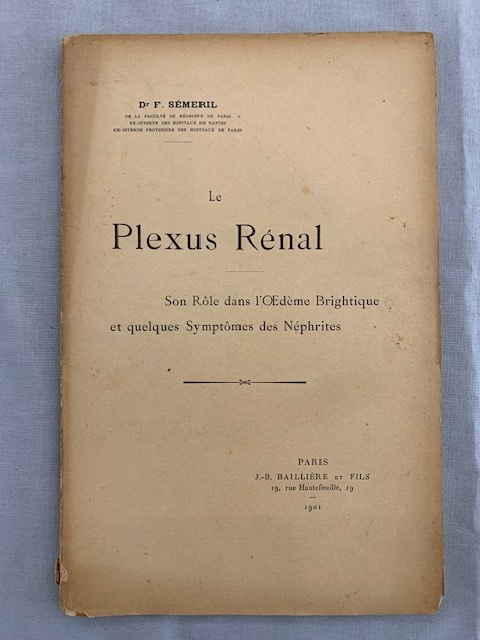 Dr F. SÉMERIL
DE LA FACULTÉ DE MÉDECINE DE PARIS
EX-INTERNE DES HOPITAUX DE NANTES
EX-INTERNE PROVISOIRE DES HOPITAUX DE PARIS
Le
Plexus Rénal
Son Rôle dans l'Œdème Brightique
et quelques Symptômes des Néphrites
PARIS
J.-B. BAILLIÈRE ET FILS
19, rue Hautefeuille, 19
1901